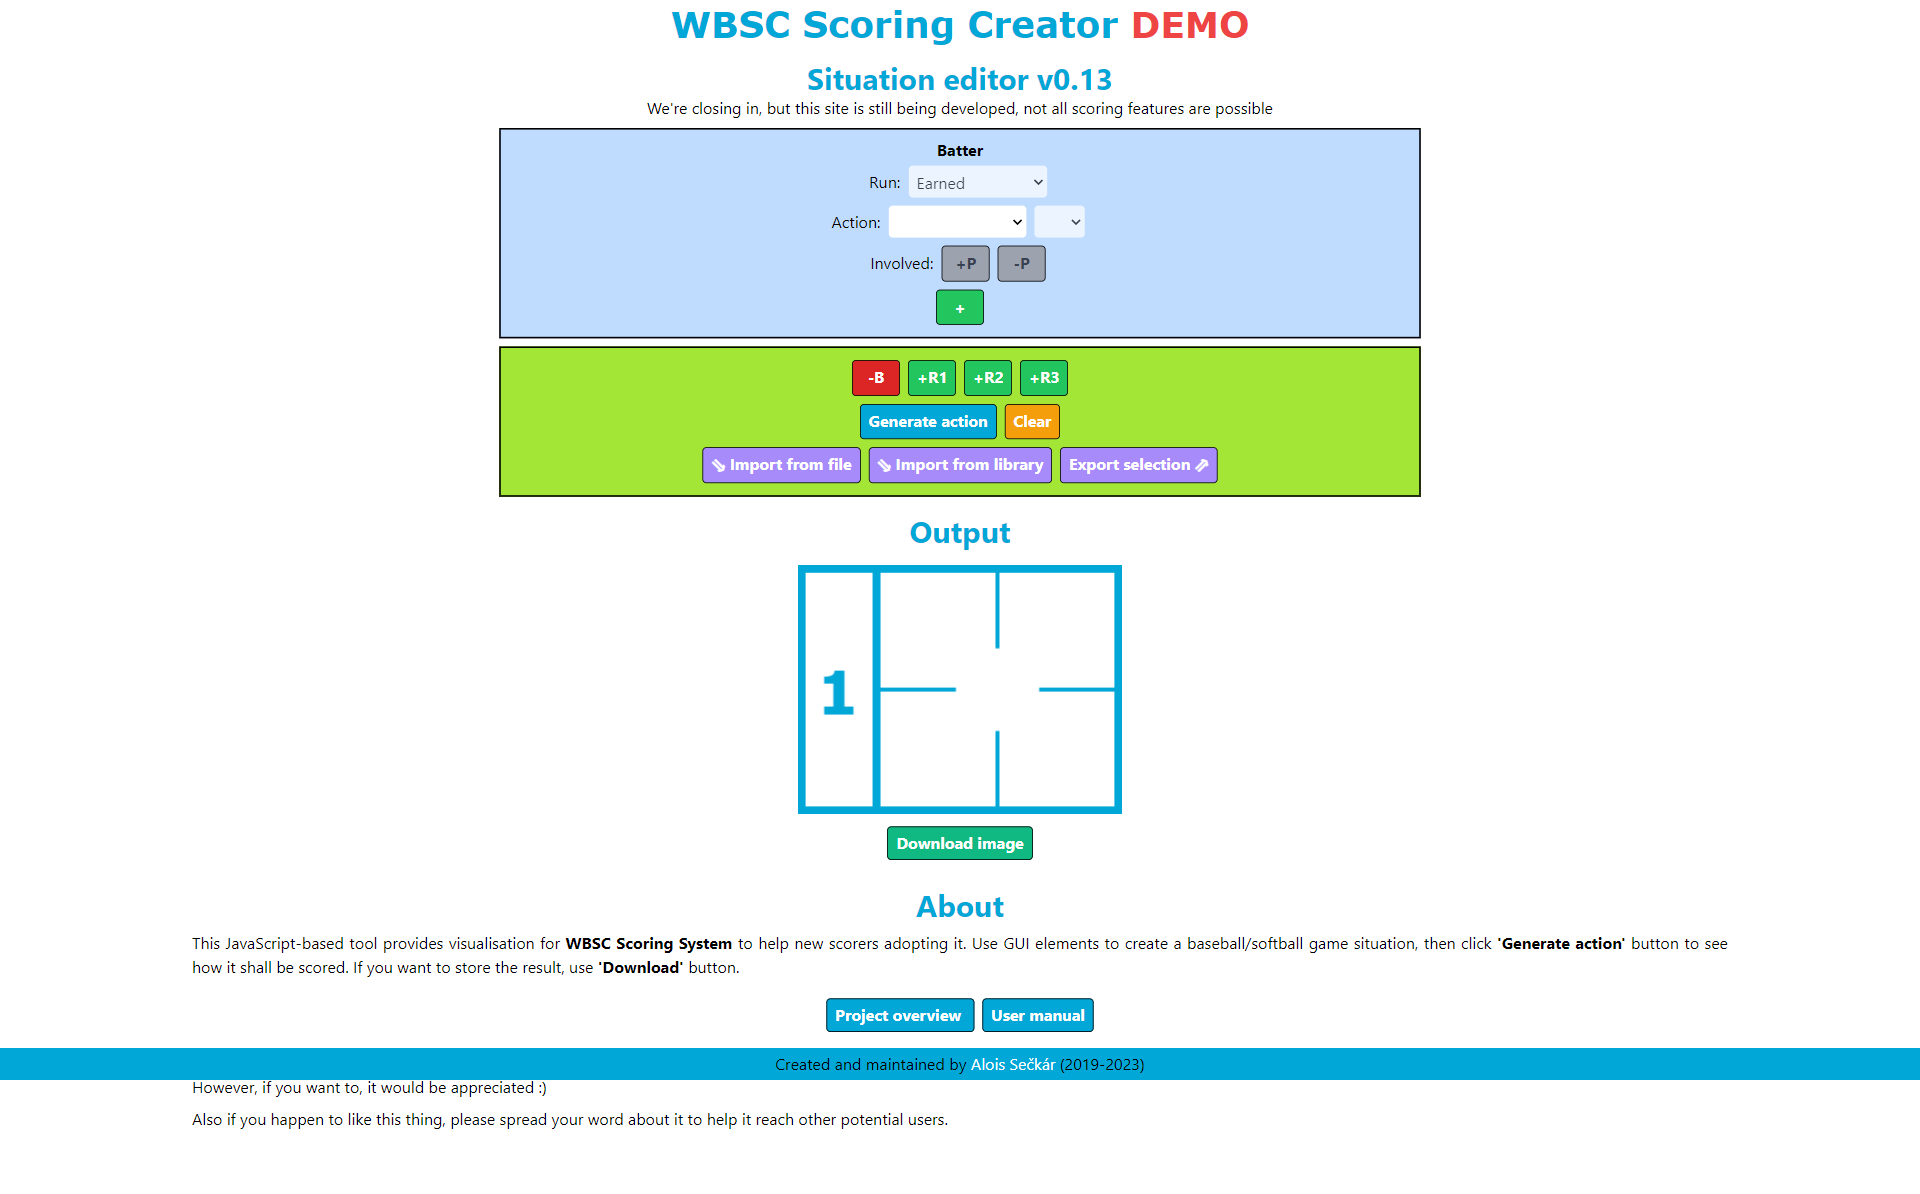 WBSC Scoring Creator DEMO
Situation editor v0.13
We're closing in, but this site is still being developed, not all scoring features are possible
Batter
Run: Earned
Action:
Involved: +P -P
+
-B +R1 +R2 +R3
Generate action Clear
⇘ Import from file ⇘ Import from library Export selection ⇗
Output
1
Download image
About
This JavaScript-based tool provides visualisation for WBSC Scoring System to help new scorers adopting it. Use GUI elements to create a baseball/softball game situation, then click 'Generate action' button to see
how it shall be scored. If you want to store the result, use 'Download' button.
Project overview User manual
Created and maintained by Alois Sečkár (2019-2023)
However, if you want to, it would be appreciated :)
Also if you happen to like this thing, please spread your word about it to help it reach other potential users.